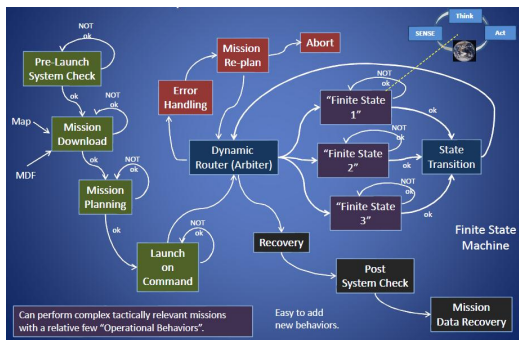 Think
SENSE
Act
NOT
ok
Pre-Launch
System Check
ok
NOT
ok
Map
Mission
Download
MDF
ok
NOT
ok
Mission
Planning
ok
NOT
ok
Launch
on
Command
Mission
Re-plan
Abort
Error
Handling
Dynamic
Router (Arbiter)
NOT
ok
"Finite State
1"
ok
NOT
ok
"Finite State
2"
ok
NOT
ok
"Finite State
3"
ok
State
Transition
Finite State
Machine
Recovery
Post
System Check
Mission
Data Recovery
Can perform complex tactically relevant missions
with a relative few "Operational Behaviors".
Easy to add
new behaviors.